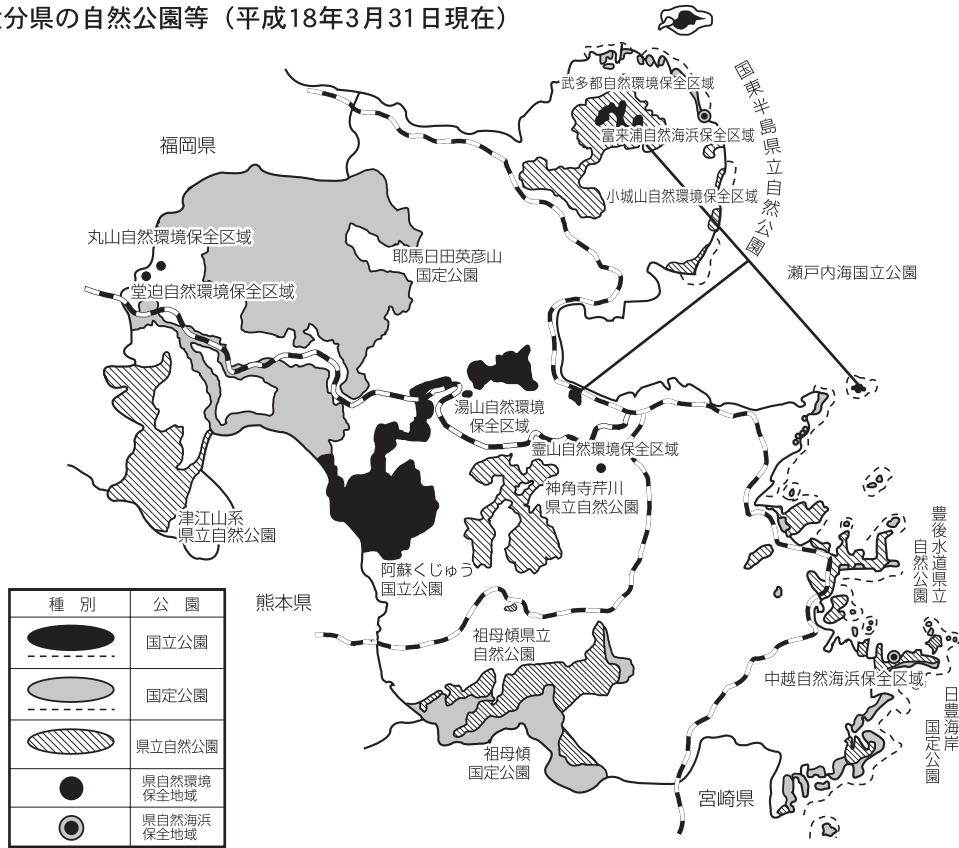 分県の自然公園等（平成18年3月31日現在）
武多都自然環境保全区域
国東半島県立自然公園
富来浦自然海浜保全区域
福岡県
小城山自然環境保全区域
丸山自然環境保全区域
耶馬日田英彦山
国定公園
瀬戸内海国立公園
堂迫自然環境保全区域
湯山自然環境
保全区域
霊山自然環境保全区域
神角寺芹川
県立自然公園
津江山系
県立自然公園
豊後水道県立
自然公園
阿蘇くじゅう
国立公園
熊本県
祖母傾県立
自然公園
中越自然海浜保全区域
日豊海岸
国定公園
祖母傾
国定公園
宮崎県
種別 公園
国立公園
国定公園
県立自然公園
県自然環境
保全地域
県自然海浜
保全地域